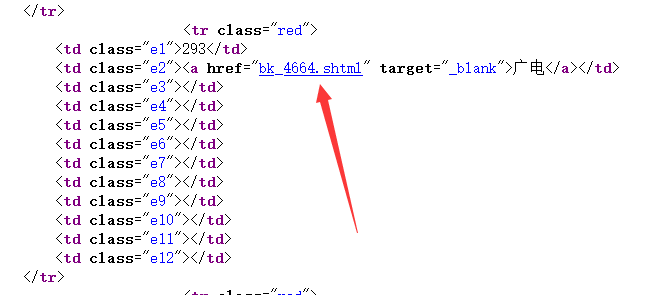 </tr>
<tr class="red">
<td class="e1">293</td>
<td class="e2"><a href="bk_4664.shtml" target="_blank">广电</a></td>
<td class="e3"></td>
<td class="e4"></td>
<td class="e5"></td>
<td class="e6"></td>
<td class="e7"></td>
<td class="e8"></td>
<td class="e9"></td>
<td class="e10"></td>
<td class="e11"></td>
<td class="e12"></td>
</tr>
<tr class="red">